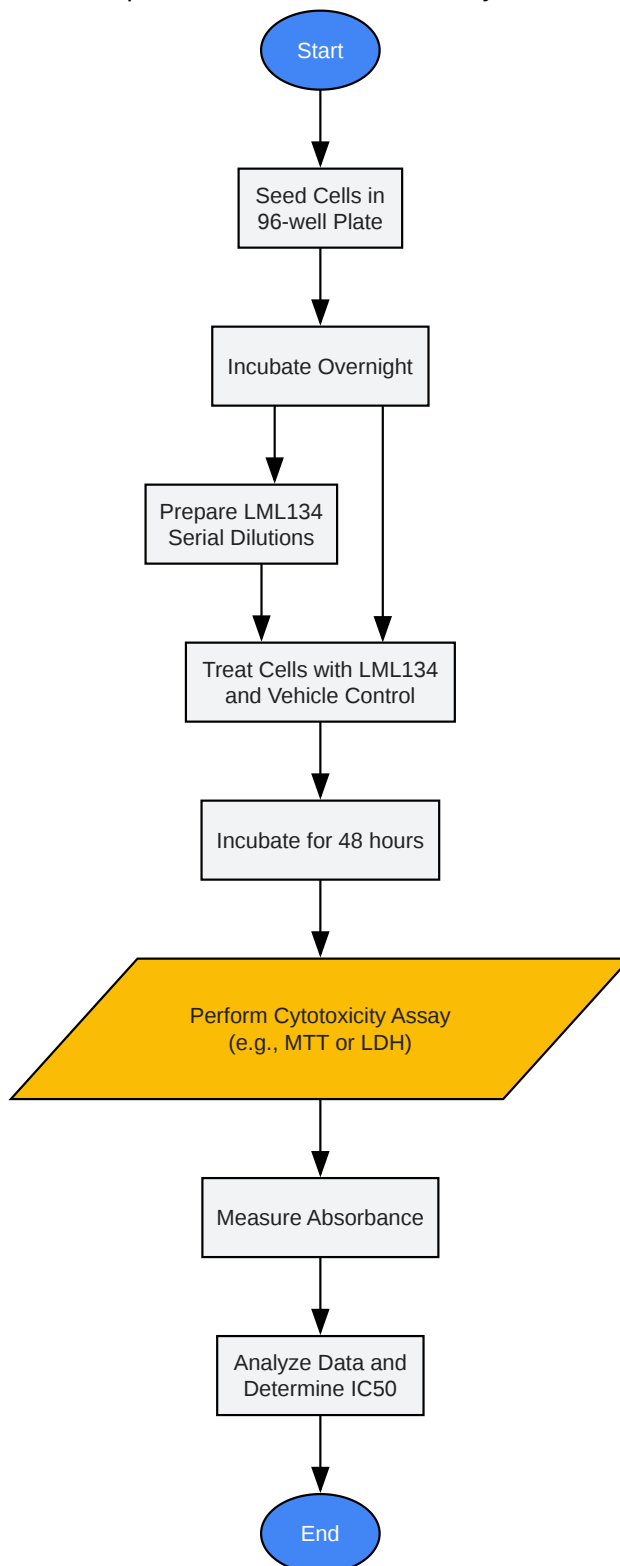 Start
Seed Cells in
96-well Plate
Incubate Overnight
Prepare LML134
Serial Dilutions
Treat Cells with LML134
and Vehicle Control
Incubate for 48 hours
Perform Cytotoxicity Assay
(e.g., MTT or LDH)
Measure Absorbance
Analyze Data and
Determine IC50
End